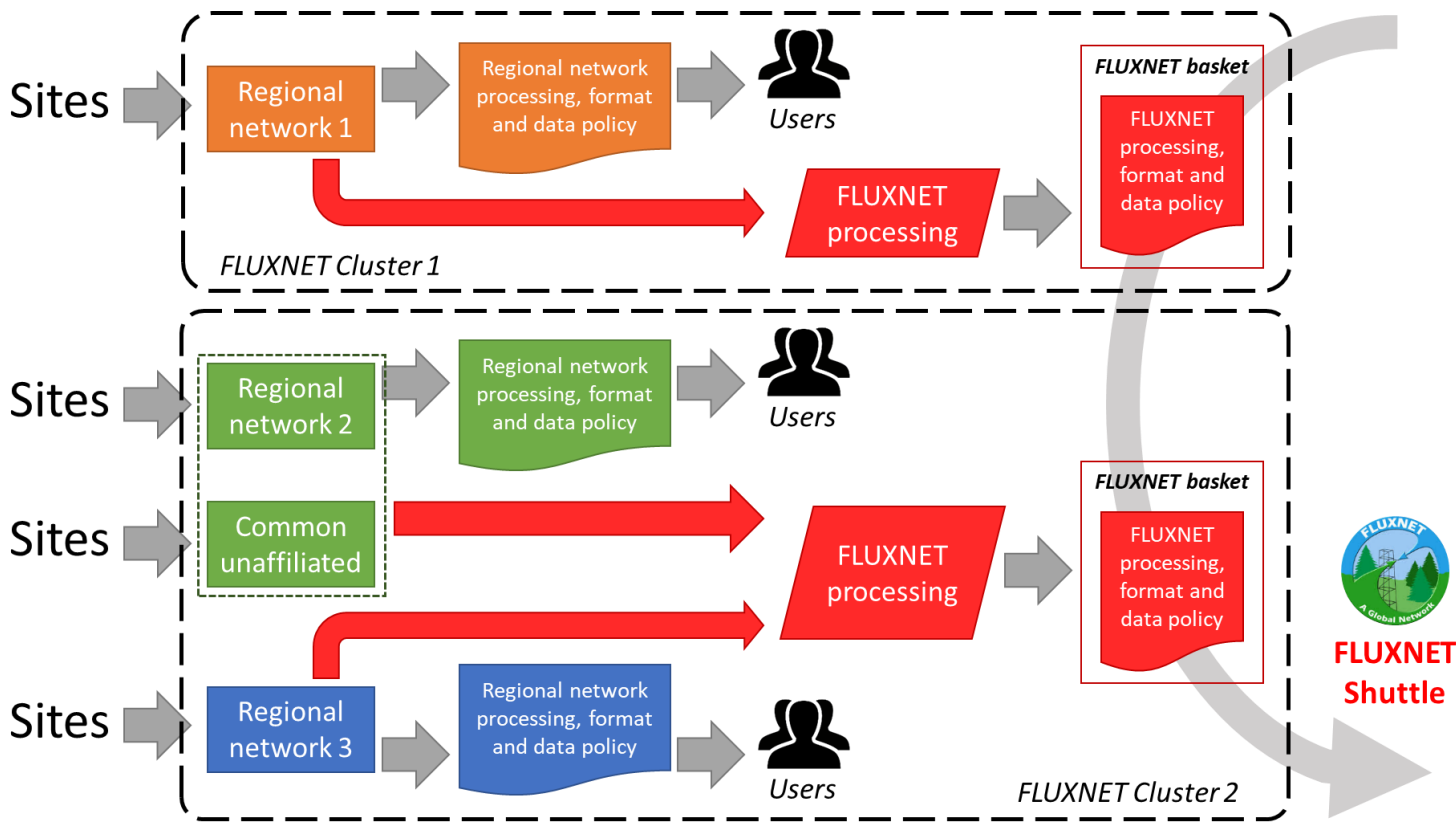 Sites
Regional
network 1
Regional network
processing, format
and data policy
Users
FLUXNET
processing
FLUXNET basket
FLUXNET
processing,
format and
data policy
FLUXNET Cluster 1
Sites
Regional
network 2
Regional network
processing, format
and data policy
Users
Sites
Common
unaffiliated
FLUXNET
processing
FLUXNET basket
FLUXNET
processing,
format and
data policy
Sites
Regional
network 3
Regional network
processing, format
and data policy
Users
FLUXNET Cluster 2
FLUXNET
A Global Network
FLUXNET
Shuttle